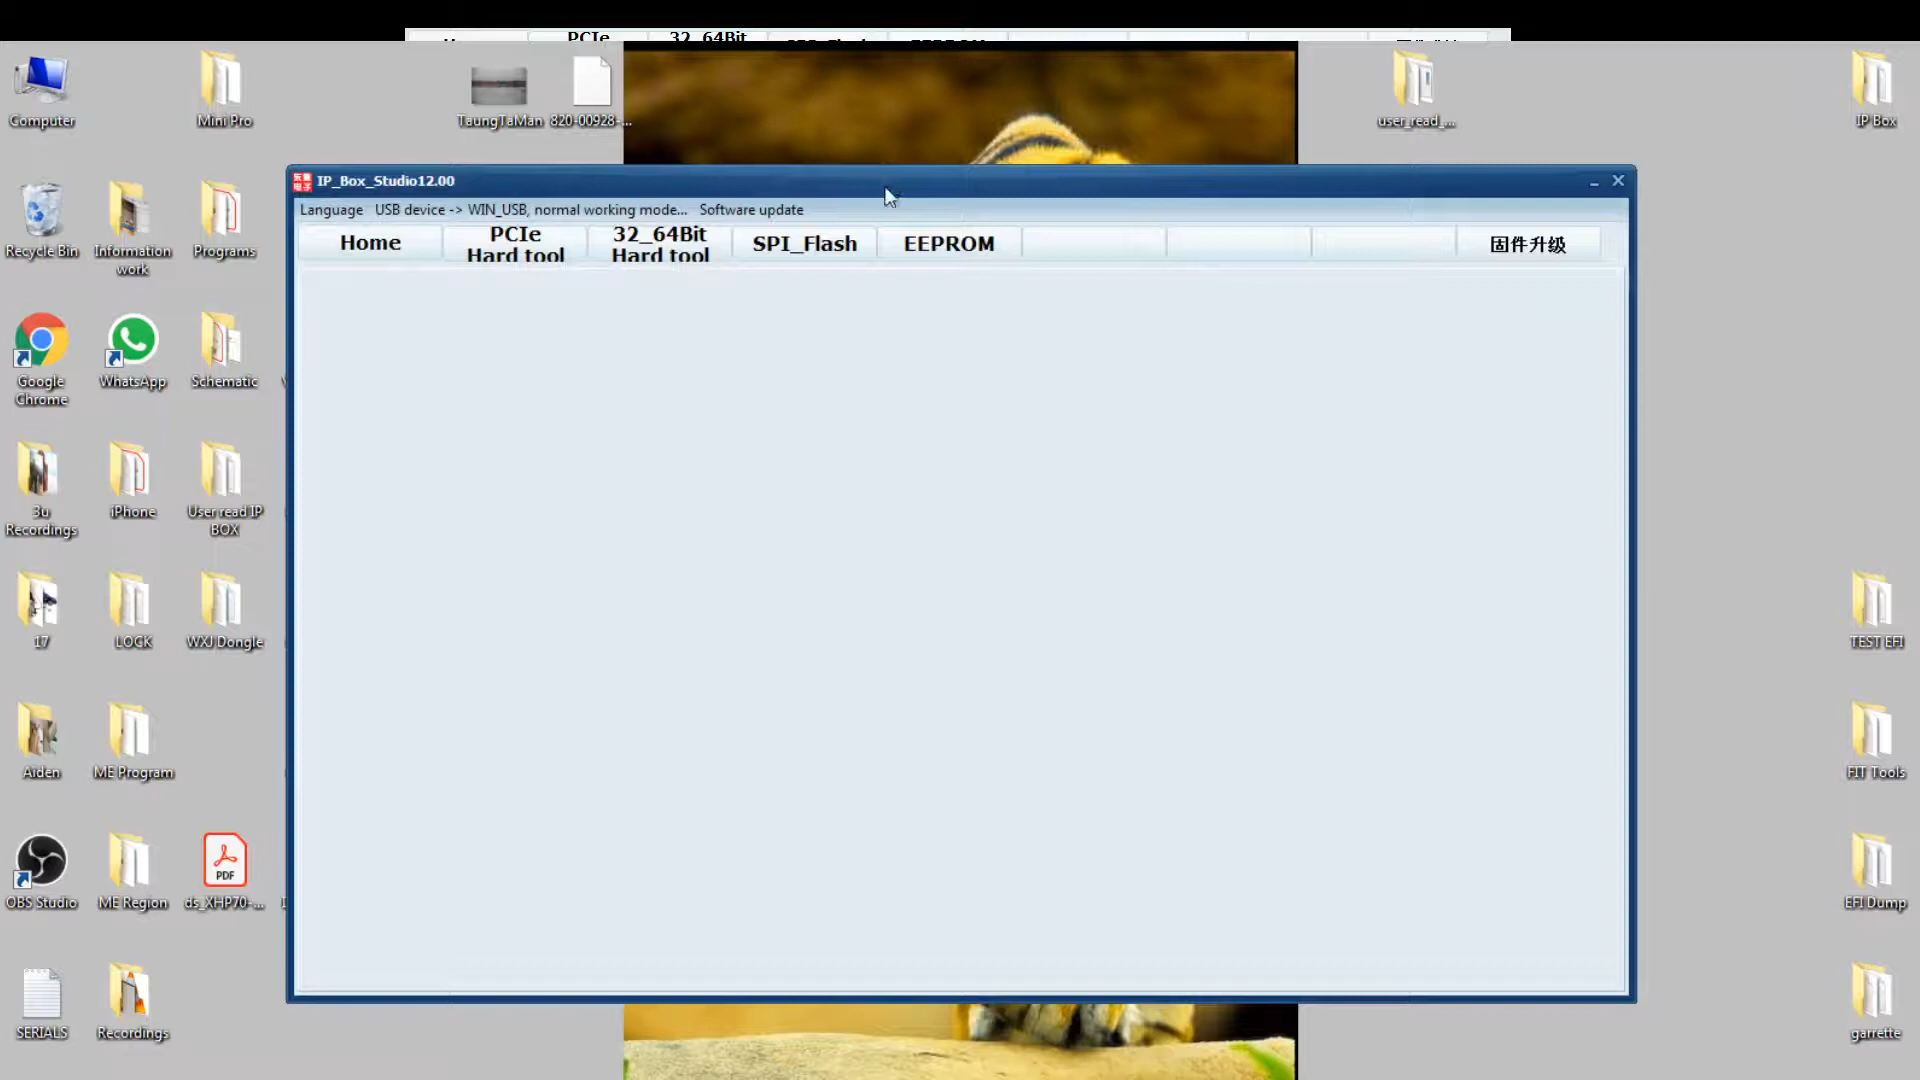 PCIe
32_64Bit
Computer
Mini Pro
TaungTaMan
820-00928-...
user_read_...
IP Box
IP_Box_Studio12.00
Language
USB device -> WIN_USB, normal working mode...
Software update
Home
PCIe
Hard tool
32_64Bit
Hard tool
SPI_Flash
EEPROM
固件升级
Recycle Bin
Information
work
Programs
Google
Chrome
WhatsApp
Schematic
3u
Recordings
iPhone
User read IP
BOX
17
LOCK
WXJ Dongle
TEST EFI
Aiden
ME Program
FIT Tools
OBS Studio
ME Region
PDF
ds_XHP70-...
EFI Dump
SERIALS
Recordings
garrette